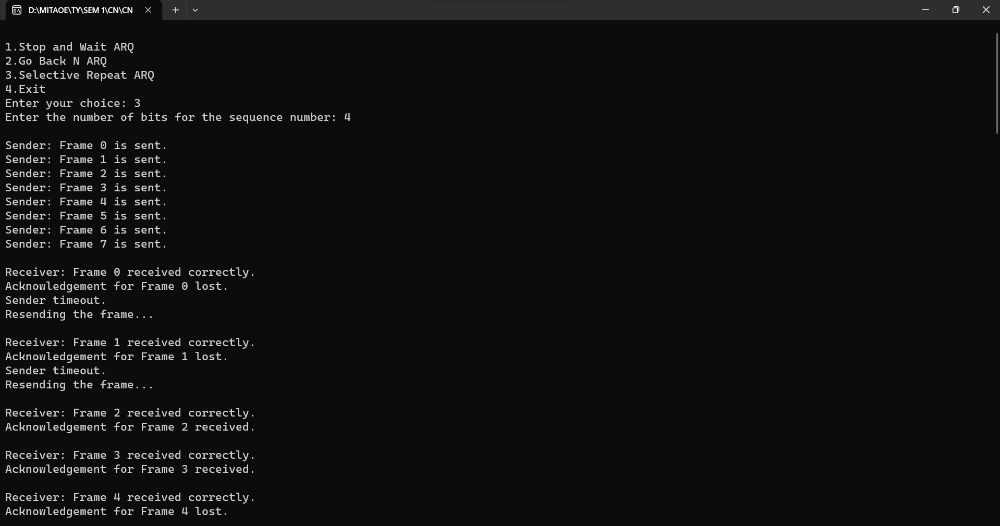 D:\MITAOE\TY\SEM 1\CN\CN
1.Stop and Wait ARQ
2.Go Back N ARQ
3.Selective Repeat ARQ
4.Exit
Enter your choice: 3
Enter the number of bits for the sequence number: 4
Sender: Frame 0 is sent.
Sender: Frame 1 is sent.
Sender: Frame 2 is sent.
Sender: Frame 3 is sent.
Sender: Frame 4 is sent.
Sender: Frame 5 is sent.
Sender: Frame 6 is sent.
Sender: Frame 7 is sent.
Receiver: Frame 0 received correctly.
Acknowledgement for Frame 0 lost.
Sender timeout.
Resending the frame...
Receiver: Frame 1 received correctly.
Acknowledgement for Frame 1 lost.
Sender timeout.
Resending the frame...
Receiver: Frame 2 received correctly.
Acknowledgement for Frame 2 received.
Receiver: Frame 3 received correctly.
Acknowledgement for Frame 3 received.
Receiver: Frame 4 received correctly.
Acknowledgement for Frame 4 lost.